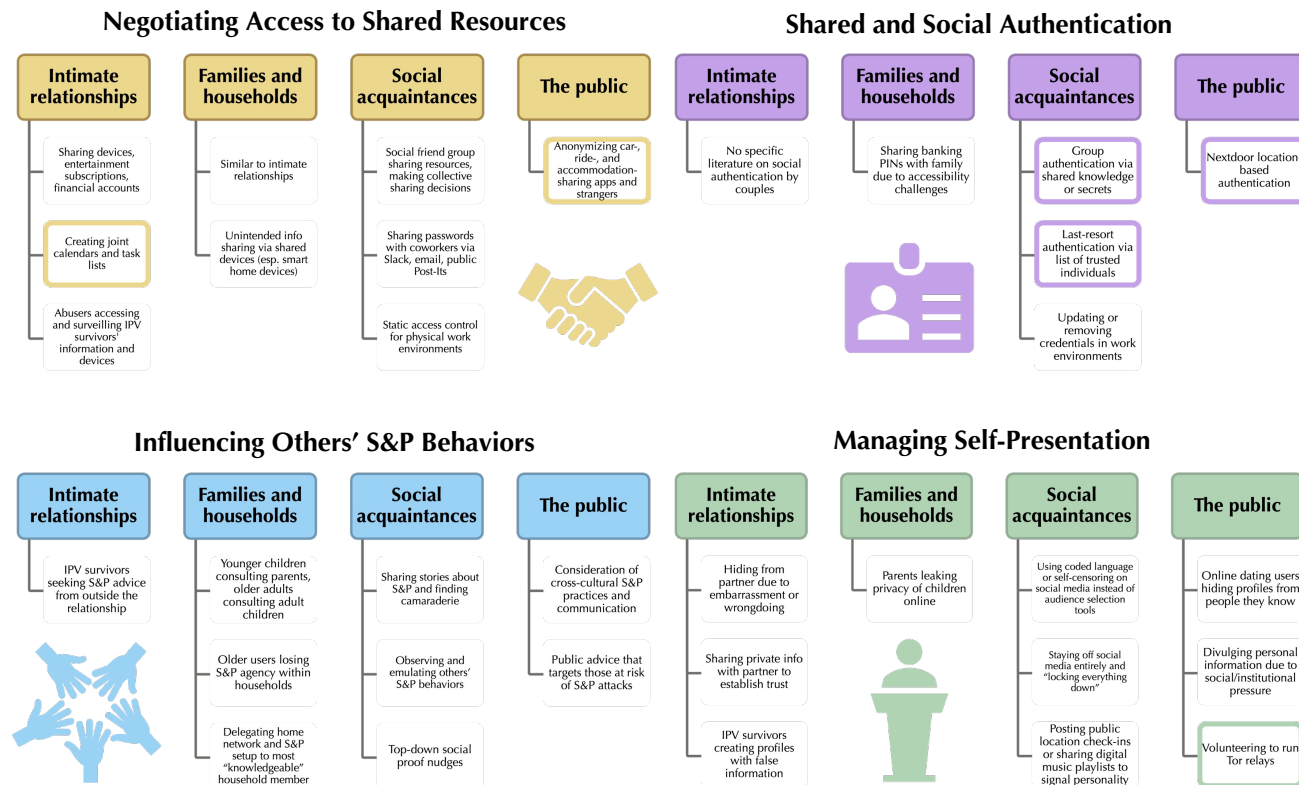 Negotiating Access to Shared Resources
Intimate
relationships
Families and
households
Social
acquaintances
The public
Sharing devices,
entertainment
subscriptions,
financial accounts
Creating joint
calendars and task
lists
Abusers accessing
and surveilling IPV
survivors'
information and
devices
Similar to intimate
relationships
Unintended info
sharing via shared
devices (esp. smart
home devices)
Social friend group
sharing resources,
making collective
sharing decisions
Sharing passwords
with coworkers via
Slack, email, public
Post-Its
Static access control
for physical work
environments
Anonymizing car-,
ride-, and
accommodation-
sharing apps and
strangers
Shared and Social Authentication
Intimate
relationships
Families and
households
Social
acquaintances
The public
No specific
literature on social
authentication by
couples
Sharing banking
PINs with family
due to accessibility
challenges
Group
authentication via
shared knowledge
or secrets
Last-resort
authentication via
list of trusted
individuals
Updating or
removing
credentials in work
environments
Nextdoor location-
based
authentication
Influencing Others' S&P Behaviors
Intimate
relationships
Families and
households
Social
acquaintances
The public
IPV survivors
seeking S&P advice
from outside the
relationship
Younger children
consulting parents,
older adults
consulting adult
children
Older users losing
S&P agency within
households
Delegating home
network and S&P
setup to most
"knowledgeable"
household member
Sharing stories about
S&P and finding
camaraderie
Observing and
emulating others'
S&P behaviors
Top-down social
proof nudges
Consideration of
cross-cultural S&P
practices and
communication
Public advice that
targets those at risk
of S&P attacks
Managing Self-Presentation
Intimate
relationships
Families and
households
Social
acquaintances
The public
Hiding from
partner due to
embarrassment or
wrongdoing
Sharing private info
with partner to
establish trust
IPV survivors
creating profiles
with false
information
Parents leaking
privacy of children
online
Using coded language
or self-censoring on
social media instead of
audience selection
tools
Staying off social
media entirely and
"locking everything
down"
Posting public
location check-ins
or sharing digital
music playlists to
signal personality
Online dating users
hiding profiles from
people they know
Divulging personal
information due to
social/institutional
pressure
Volunteering to run
Tor relays